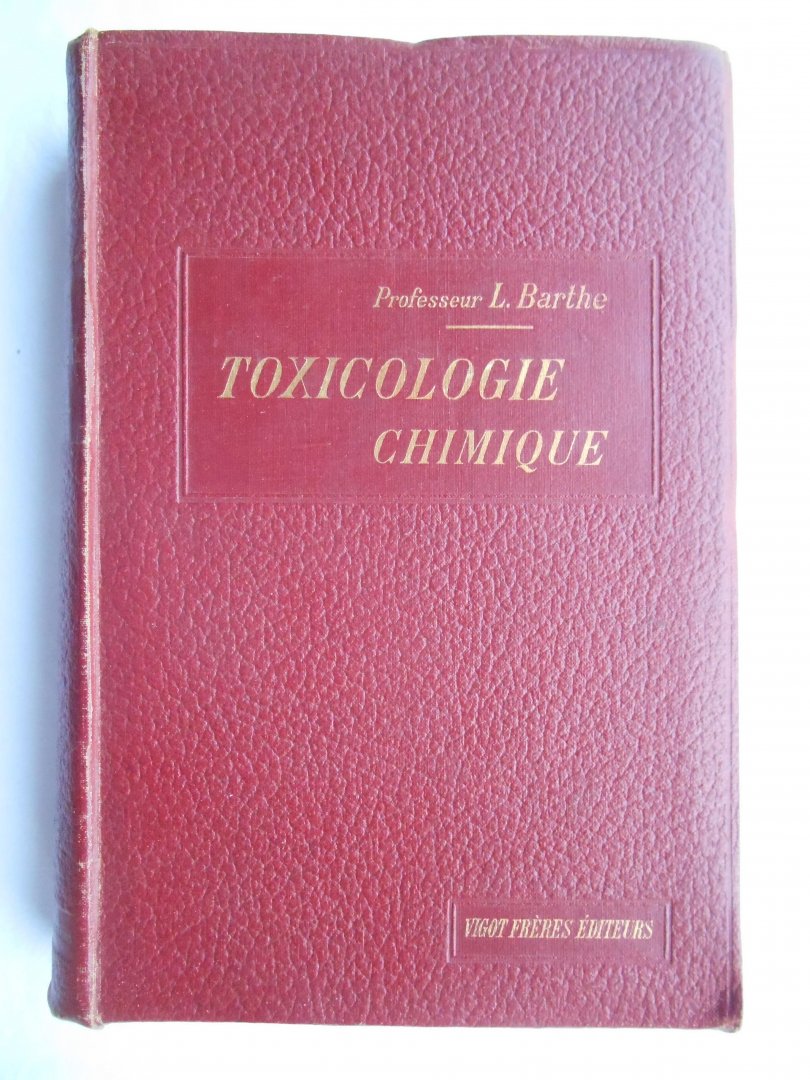 Professeur L. Barthe
TOXICOLOGIE
CHIMIQUE
VIGOT FRÈRES ÉDITEURS